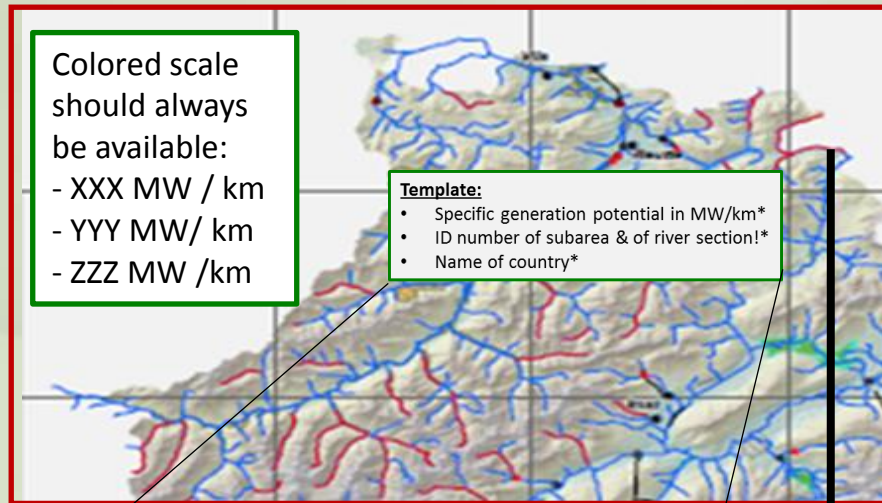 Colored scale
should always
be available:
- XXX MW / km
- YYY MW/ km
- ZZZ MW /km
Template:
• Specific generation potential in MW/km*
• ID number of subarea & of river section!*
• Name of country*